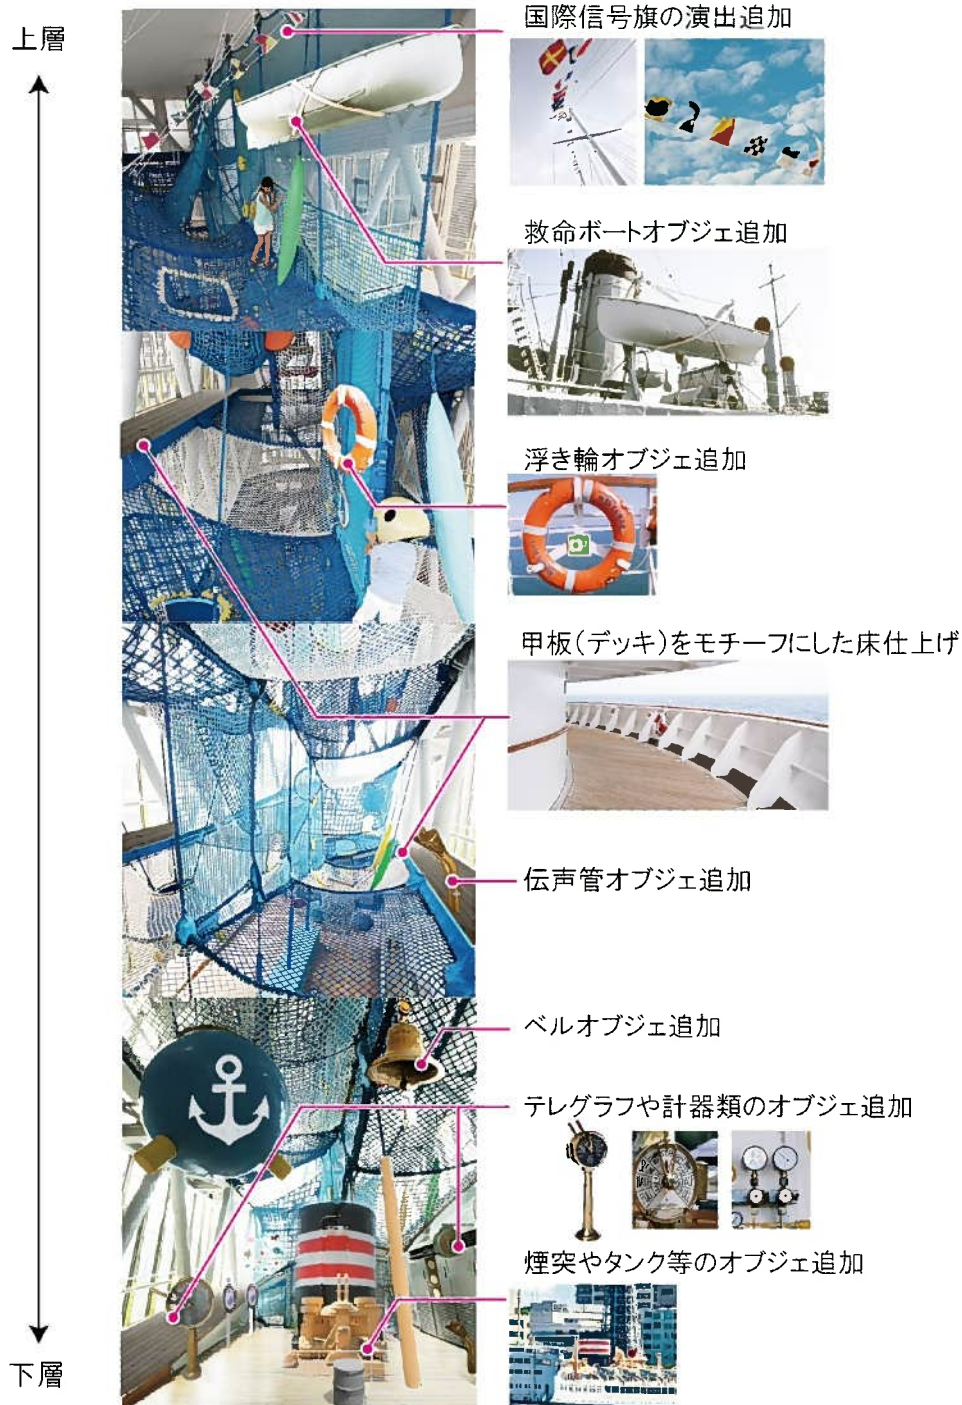 上層
国際信号旗の演出追加
救命ボートオブジェ追加
浮き輪オブジェ追加
甲板(デッキ)をモチーフにした床仕上げ
伝声管オブジェ追加
ベルオブジェ追加
テレグラフや計器類のオブジェ追加
煙突やタンク等のオブジェ追加
下層